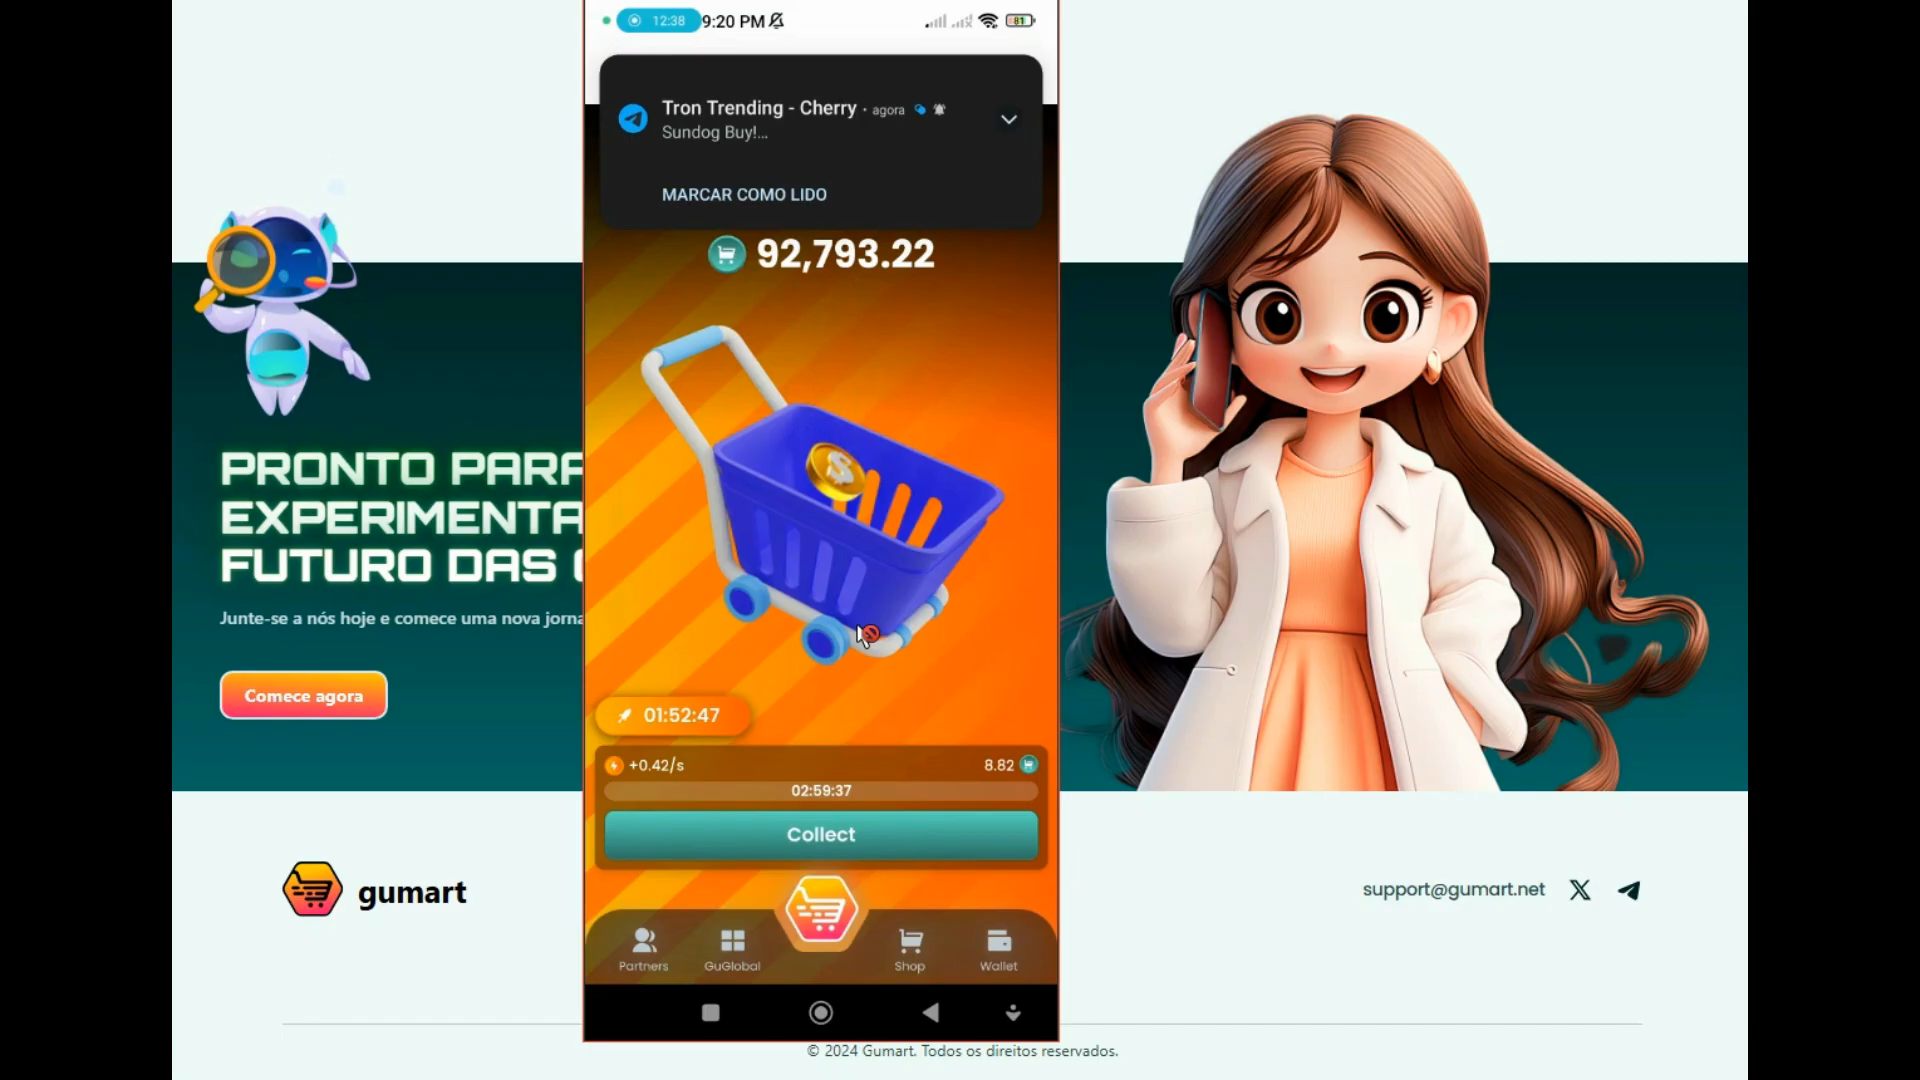 12:38 9:20 PM
81
Tron Trending - Cherry · agora
Sundog Buy!...
MARCAR COMO LIDO
92,793.22
PRONTO PARA
EXPERIMENTA
FUTURO DAS
Junte-se a nós hoje e comece uma nova jorna
Comece agora
01:52:47
+0.42/s
8.82
02:59:37
Collect
gumart
support@gumart.net
Partners
GuGlobal
Shop
Wallet
© 2024 Gumart. Todos os direitos reservados.